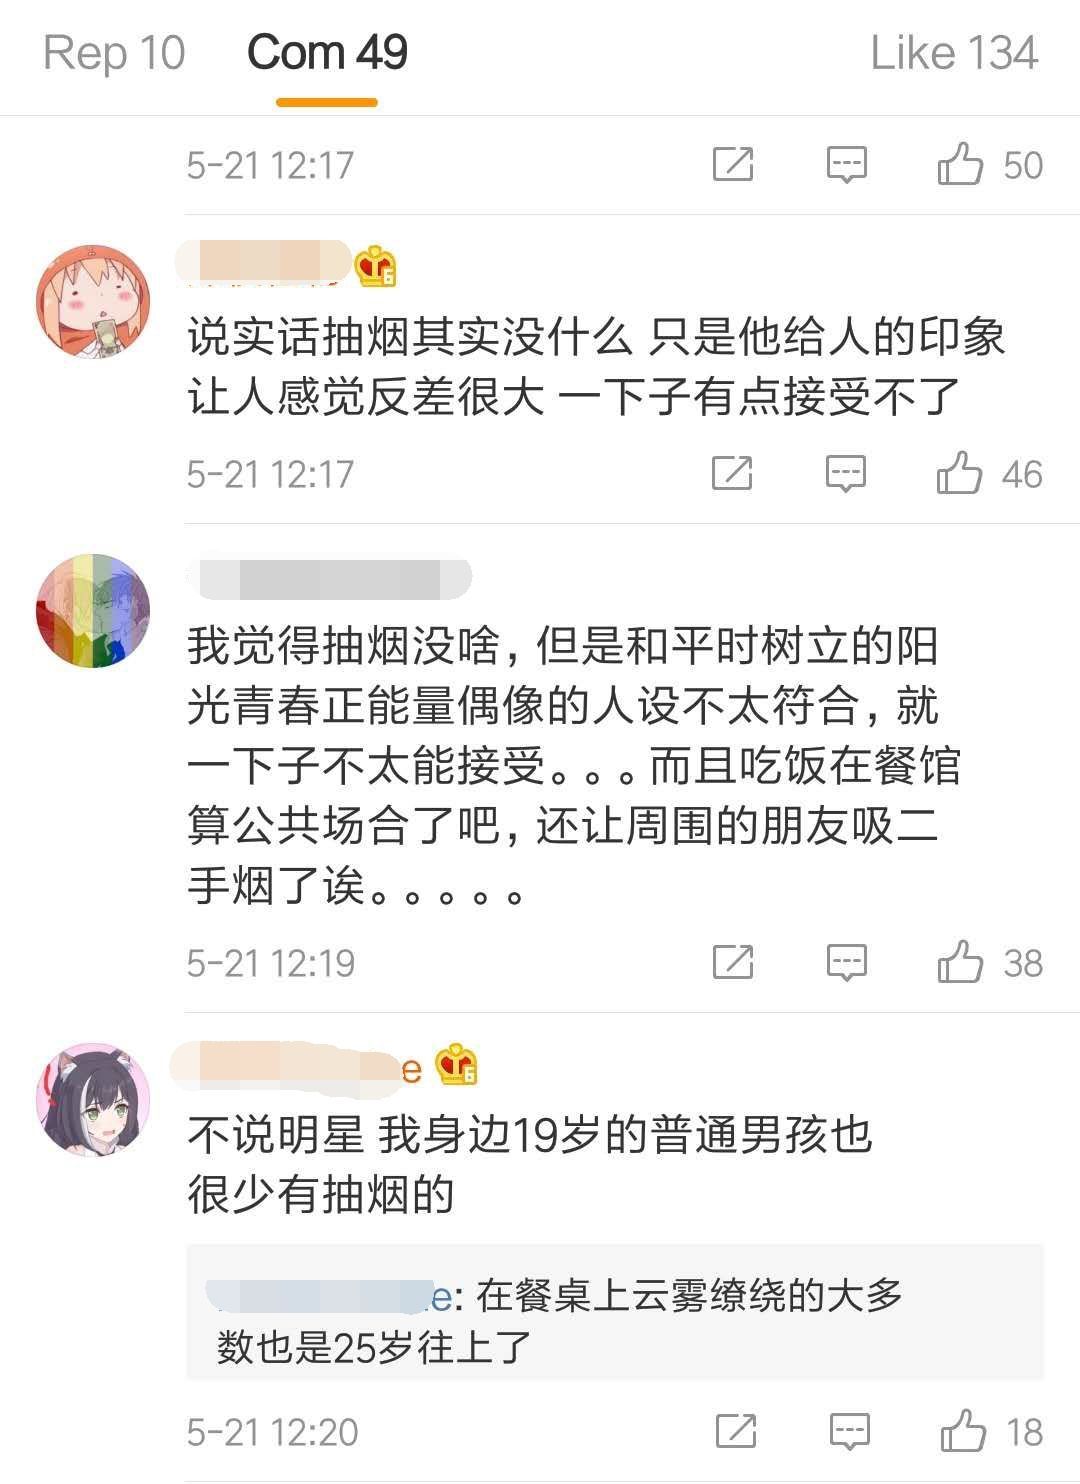 Rep 10 Com 49 Like 134
5-21 12:17 50
说实话抽烟其实没什么 只是他给人的印象
让人感觉反差很大 一下子有点接受不了
5-21 12:17 46
我觉得抽烟没啥，但是和平时树立的阳
光青春正能量偶像的人设不太符合，就
一下子不太能接受。。。而且吃饭在餐馆
算公共场合了吧，还让周围的朋友吸二
手烟了诶。。。。。
5-21 12:19 38
e 6
不说明星 我身边19岁的普通男孩也
很少有抽烟的
e: 在餐桌上云雾缭绕的大多
数也是25岁往上了
5-21 12:20 18